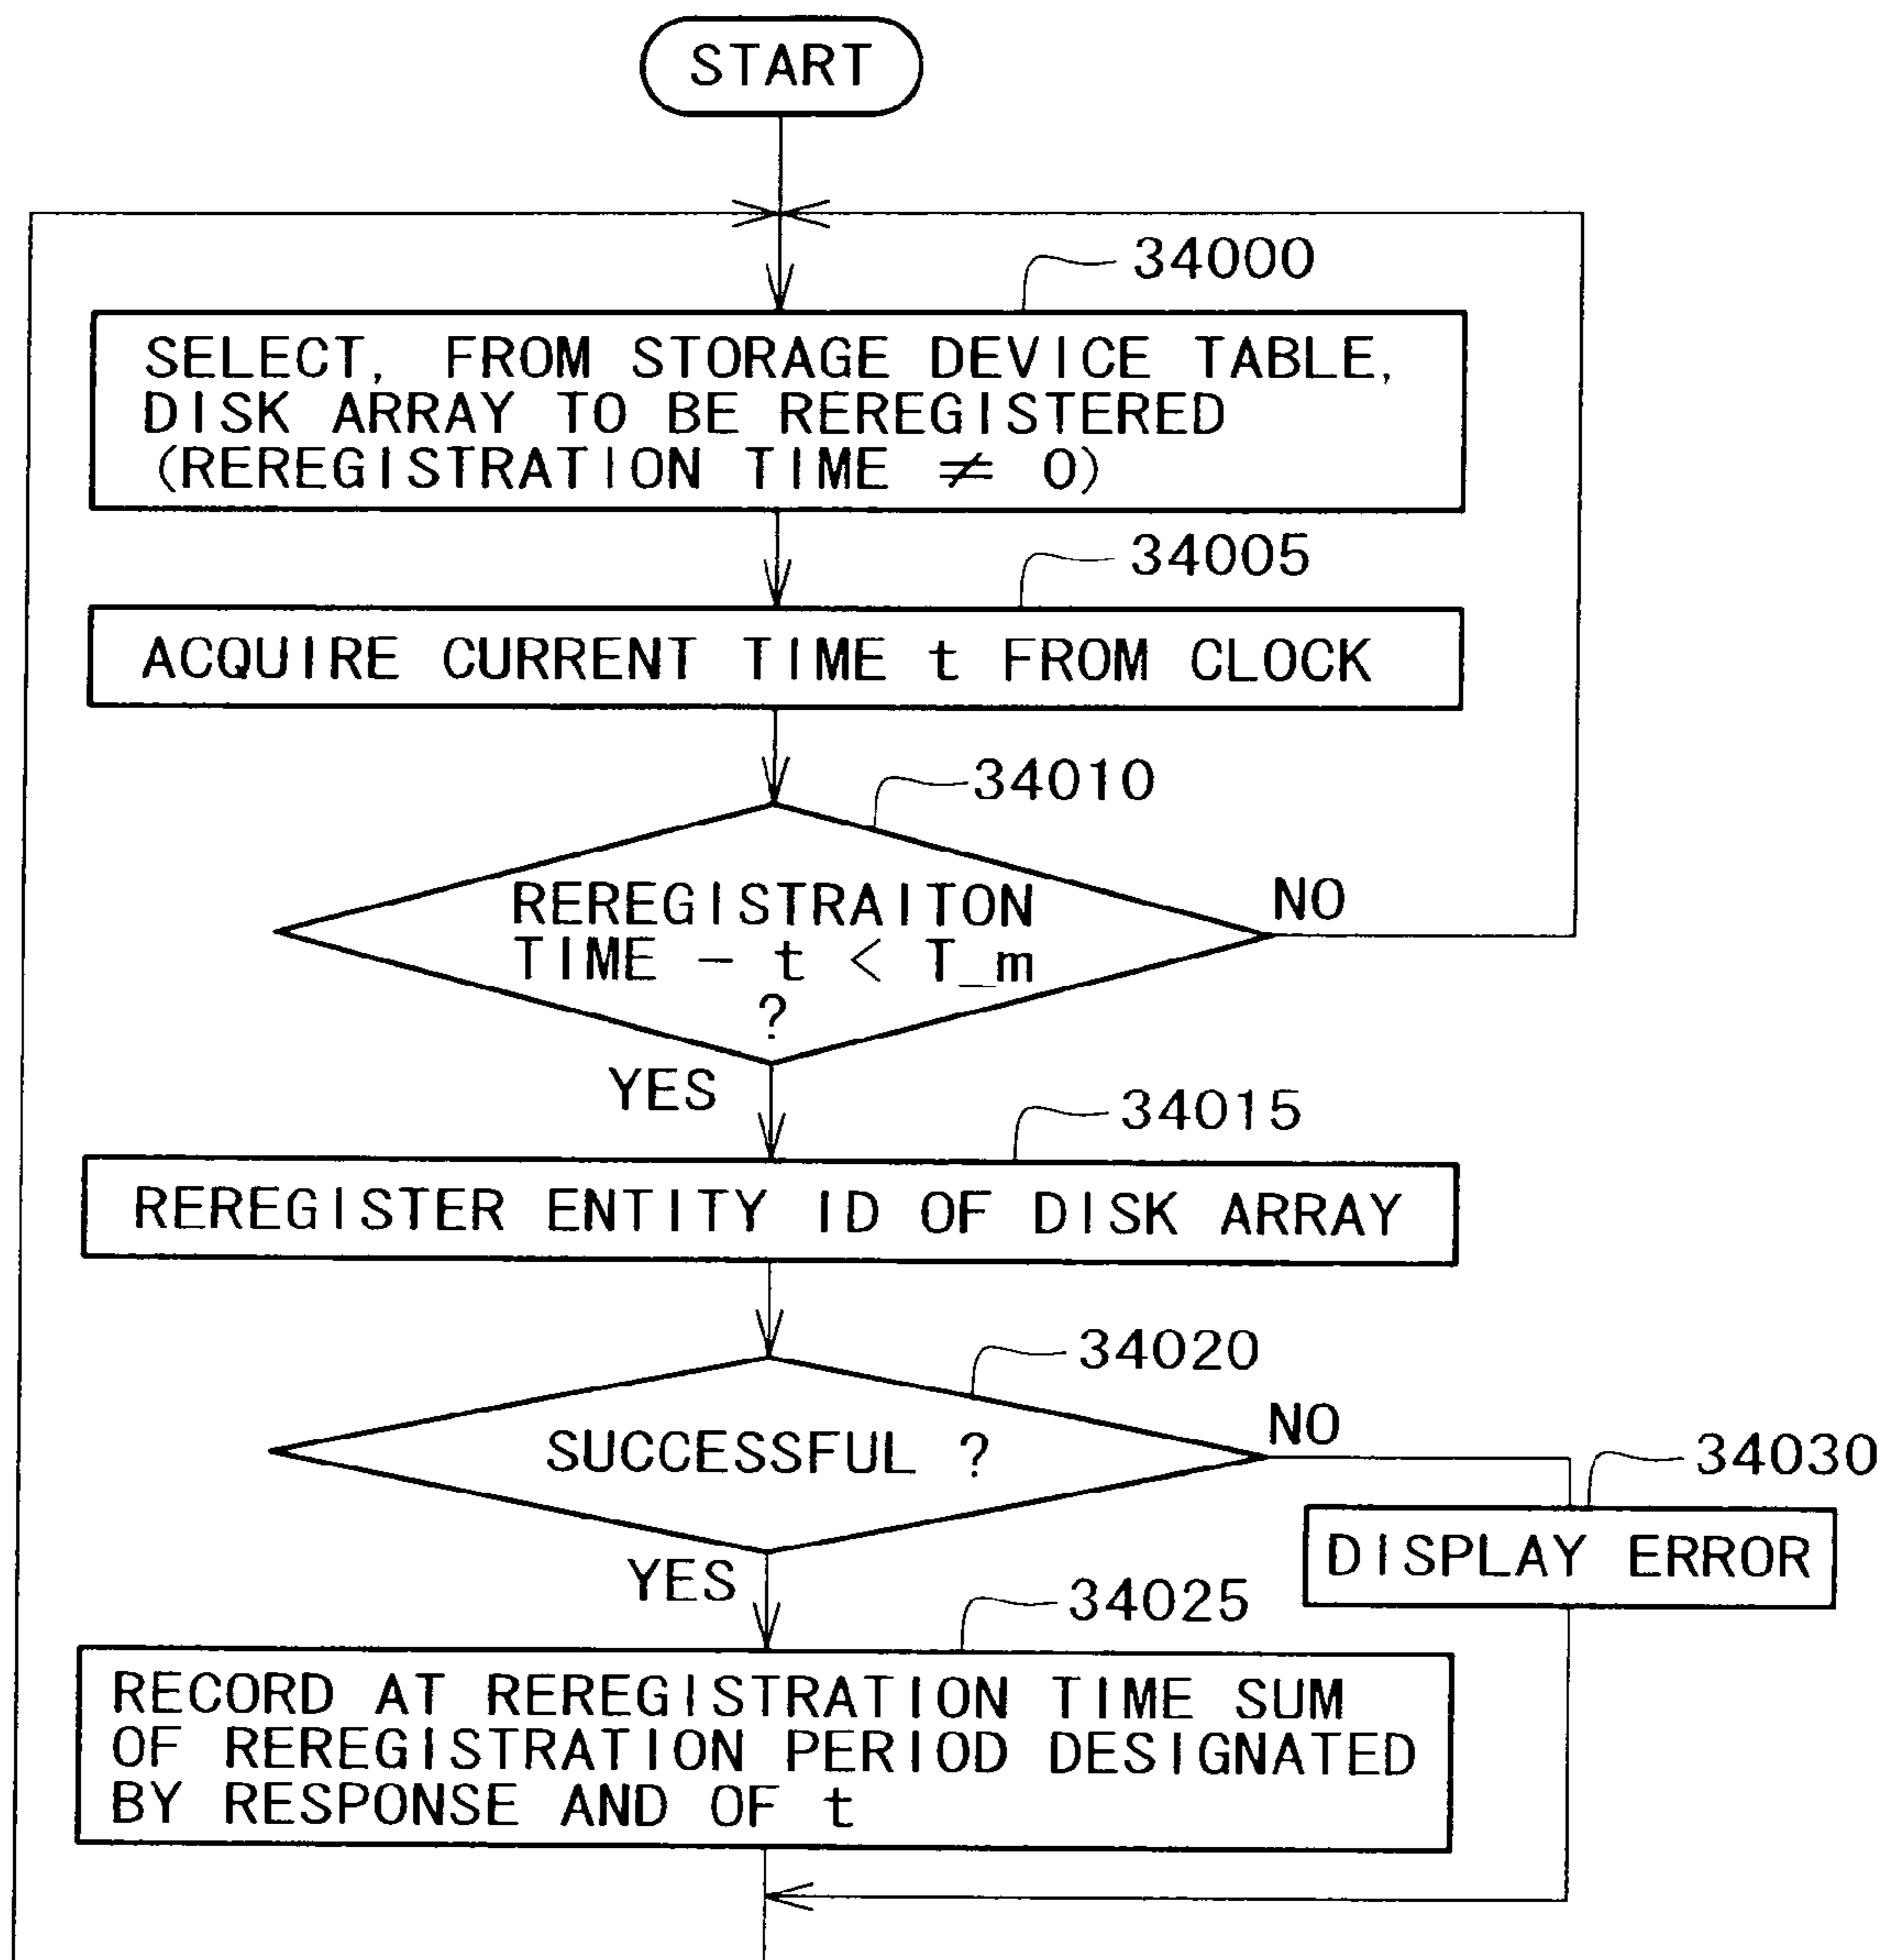 START
34000
SELECT, FROM STORAGE DEVICE TABLE,
DISK ARRAY TO BE REREGISTERED
(REREGISTRATION TIME ≠ 0)
34005
ACQUIRE CURRENT TIME t FROM CLOCK
34010
REREGISTRAITON
TIME - t < T_m
?
NO
YES
34015
REREGISTER ENTITY ID OF DISK ARRAY
34020
SUCCESSFUL ?
NO
34030
DISPLAY ERROR
YES
34025
RECORD AT REREGISTRATION TIME SUM
OF REREGISTRATION PERIOD DESIGNATED
BY RESPONSE AND OF t